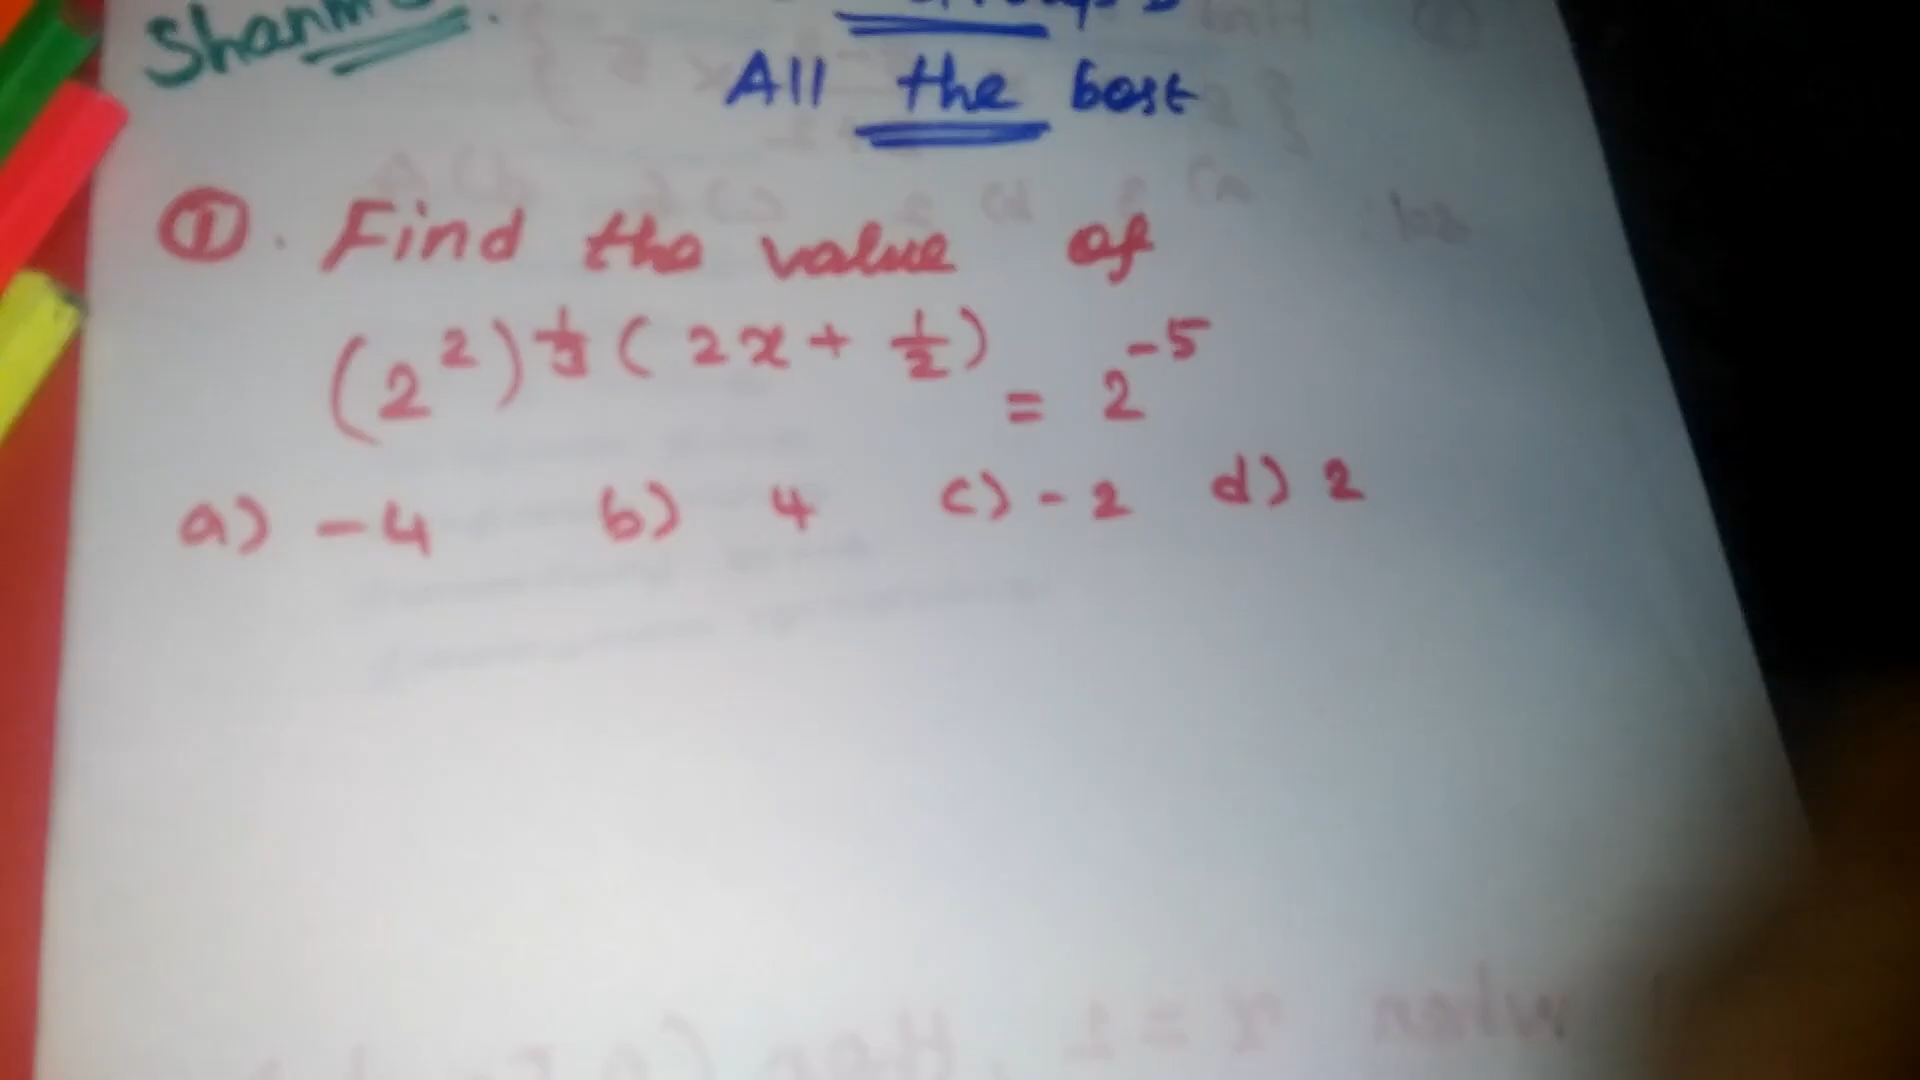 All the best
①. Find the value of
(2²)^⅓(2x + ½) = 2⁻⁵
a) -4 b) 4 c) -2 d) 2